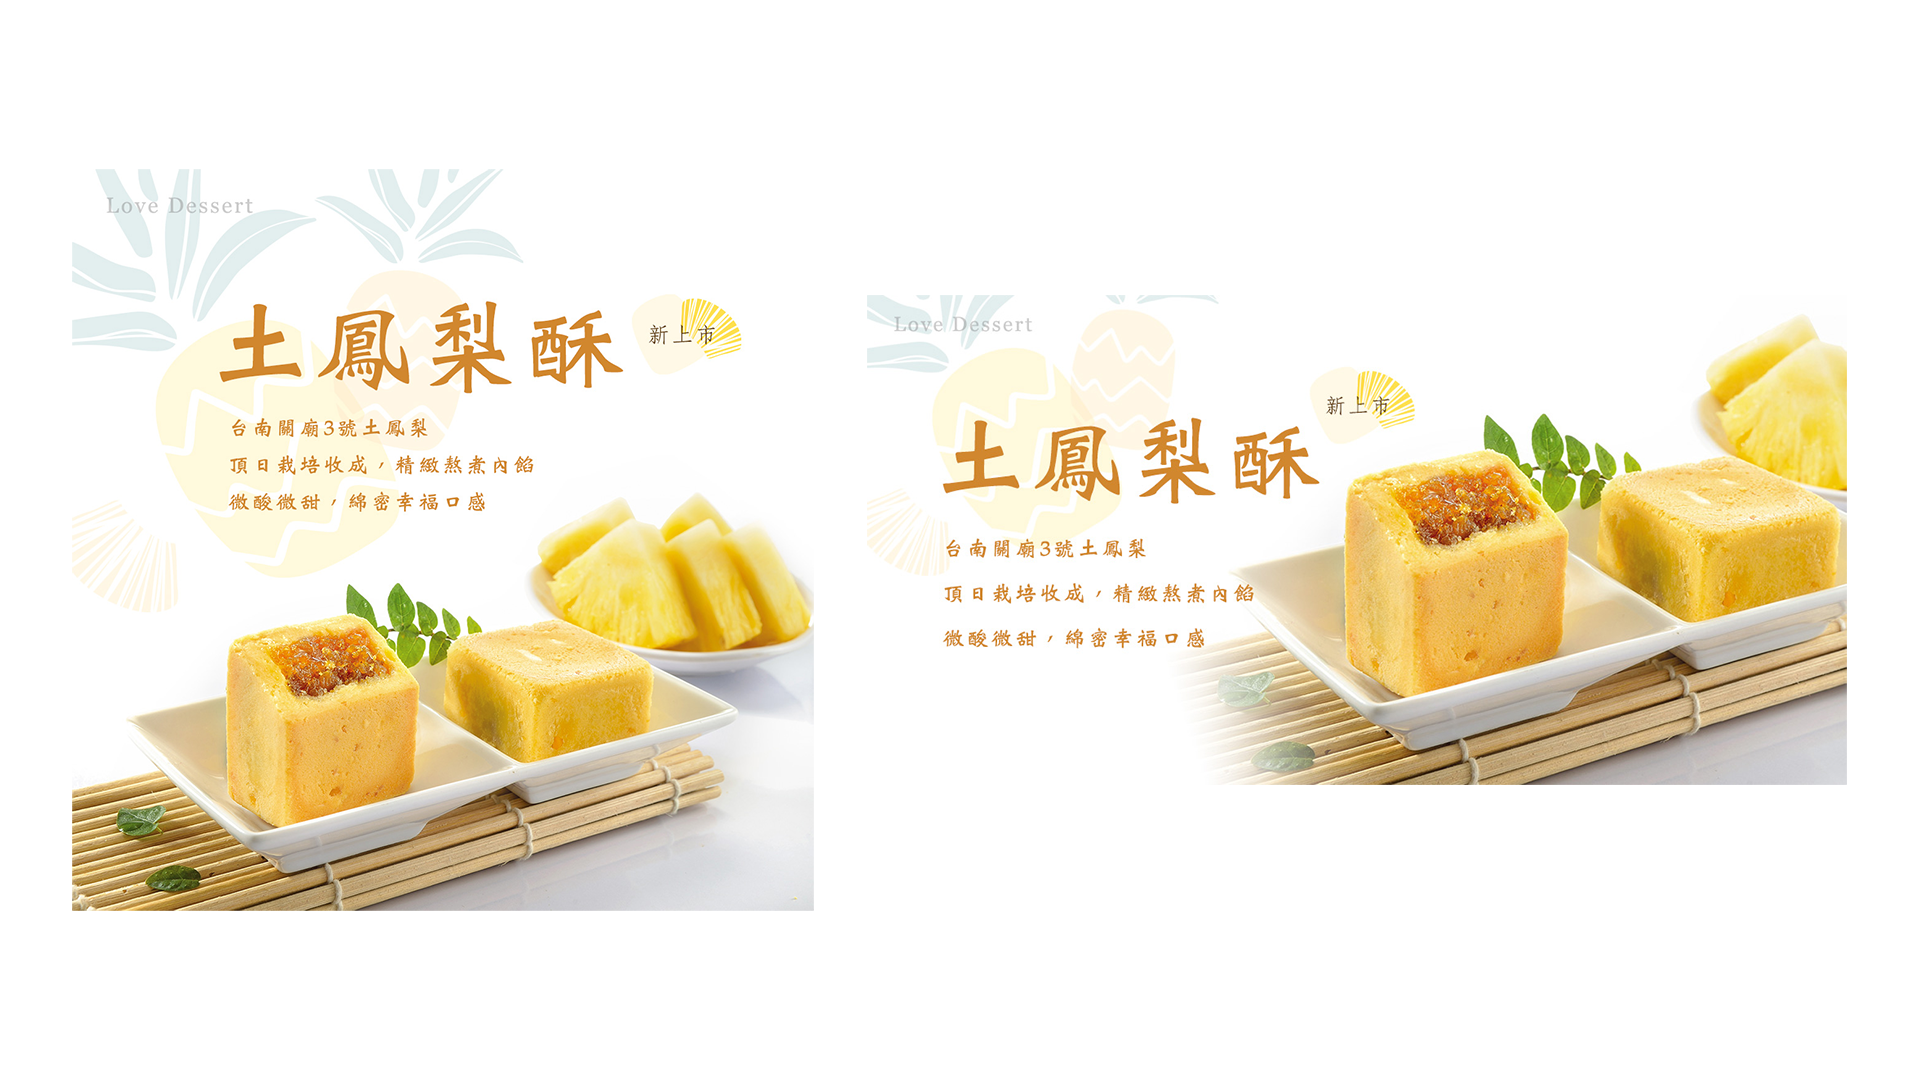 Love Dessert
土鳳梨酥
新上市
台南關廟3號土鳳梨
頂日栽培收成，精緻熬煮內餡
微酸微甜，綿密幸福口感
Love Dessert
新上市
土鳳梨酥
台南關廟3號土鳳梨
頂日栽培收成，精緻熬煮內餡
微酸微甜，綿密幸福口感